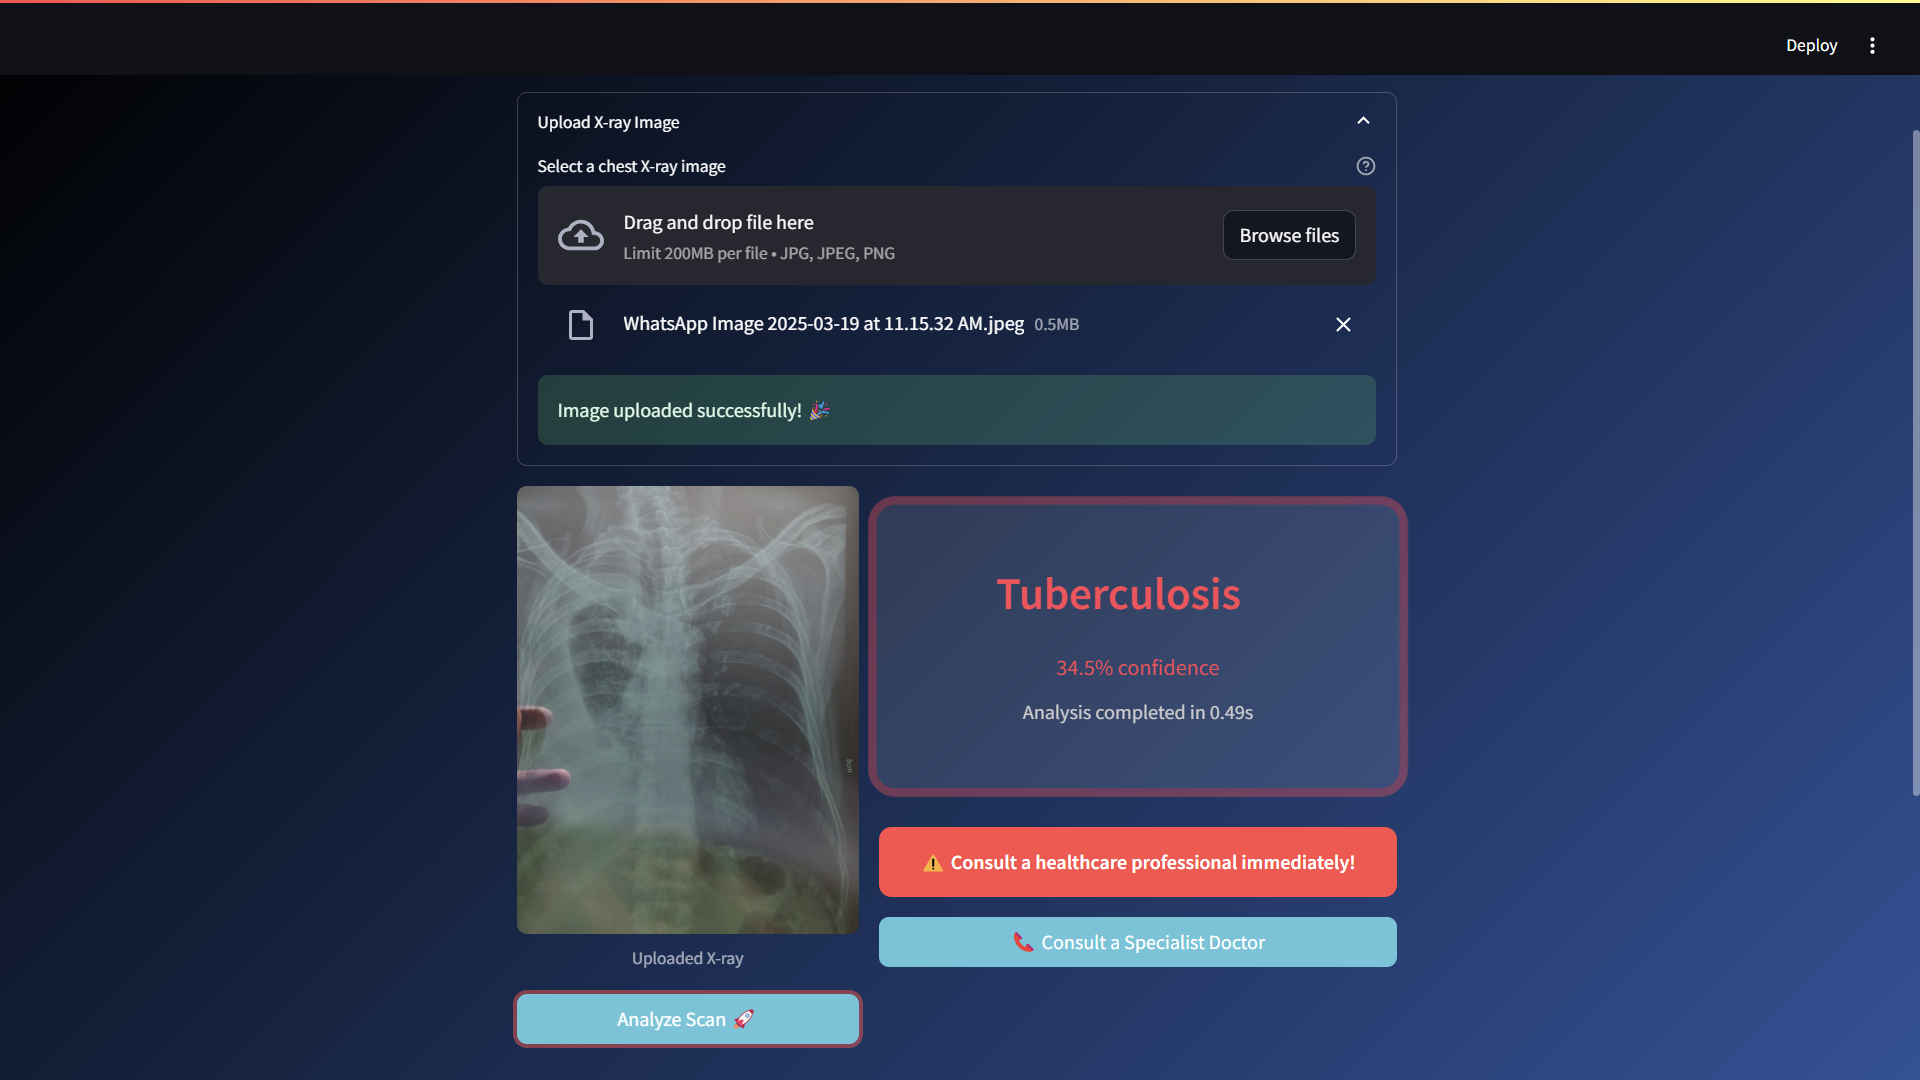 Deploy
Upload X-ray Image
Select a chest X-ray image
Drag and drop file here
Limit 200MB per file • JPG, JPEG, PNG
Browse files
WhatsApp Image 2025-03-19 at 11.15.32 AM.jpeg 0.5MB
Image uploaded successfully! 🎉
Tuberculosis
34.5% confidence
Analysis completed in 0.49s
⚠️ Consult a healthcare professional immediately!
📞 Consult a Specialist Doctor
Uploaded X-ray
Analyze Scan 🚀